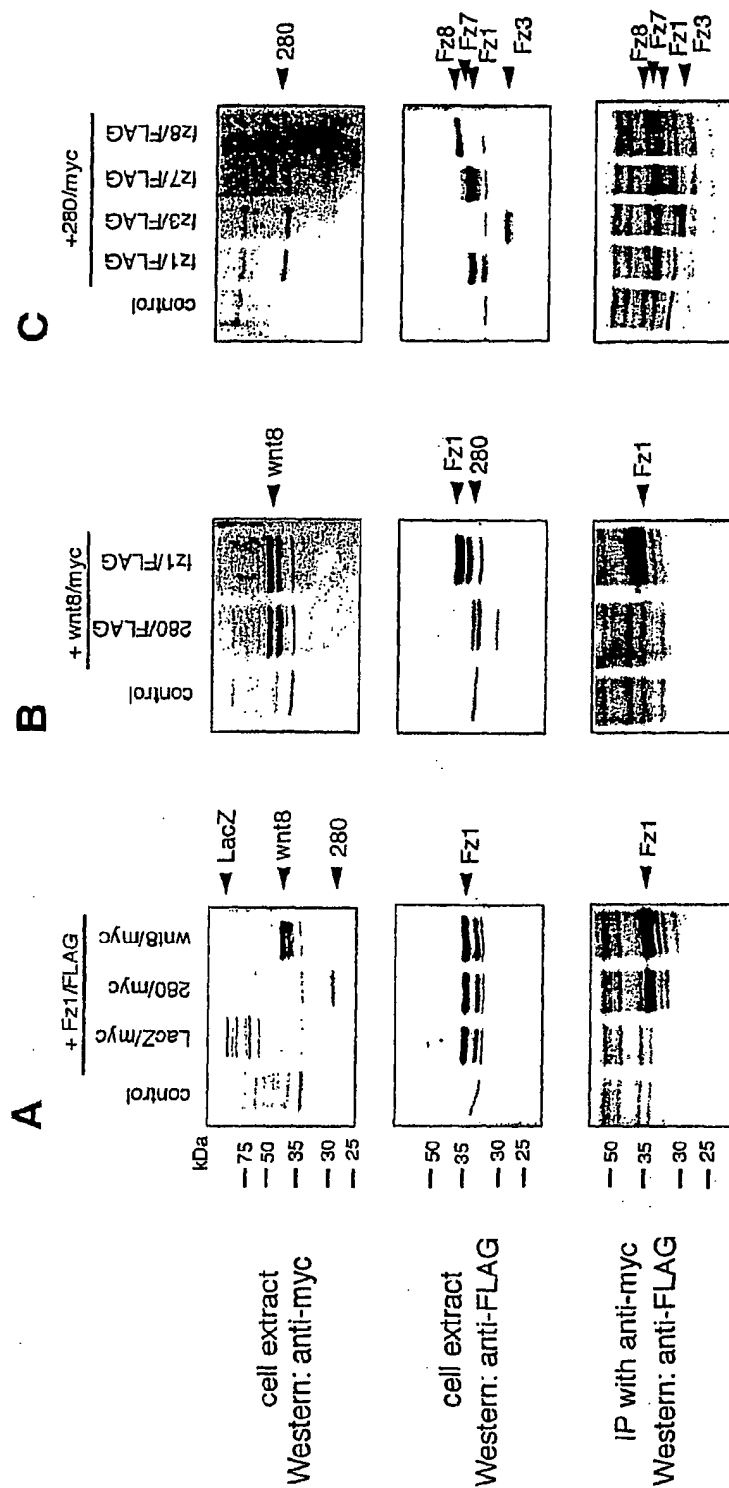 A
+ Fz1/FLAG
control
LacZ/myc
280/myc
wnt8/myc
kDa
75
50
35
30
25
LacZ
wnt8
280
cell extract
Western: anti-myc
50
35
30
25
Fz1
cell extract
Western: anti-FLAG
50
35
30
25
Fz1
IP with anti-myc
Western: anti-FLAG
B
+ wnt8/myc
control
280/FLAG
fz1/FLAG
wnt8
Fz1
280
Fz1
C
+280/myc
control
fz1/FLAG
fz3/FLAG
fz7/FLAG
fz8/FLAG
280
Fz8
Fz7
Fz1
Fz3
Fz8
Fz7
Fz1
Fz3